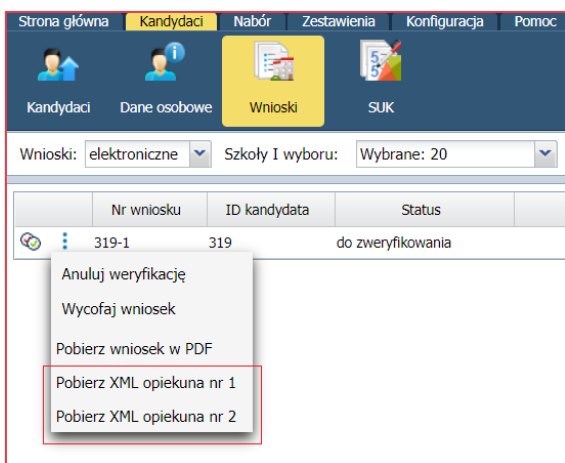 Strona główna Kandydaci Nabór Zestawienia Konfiguracja Pomoc
Kandydaci Dane osobowe Wnioski SUK
Wnioski: elektroniczne Szkoły I wyboru: Wybrane: 20
Nr wniosku ID kandydata Status
319-1 319 do zweryfikowania
Anuluj weryfikację
Wycofaj wniosek
Pobierz wniosek w PDF
Pobierz XML opiekuna nr 1
Pobierz XML opiekuna nr 2